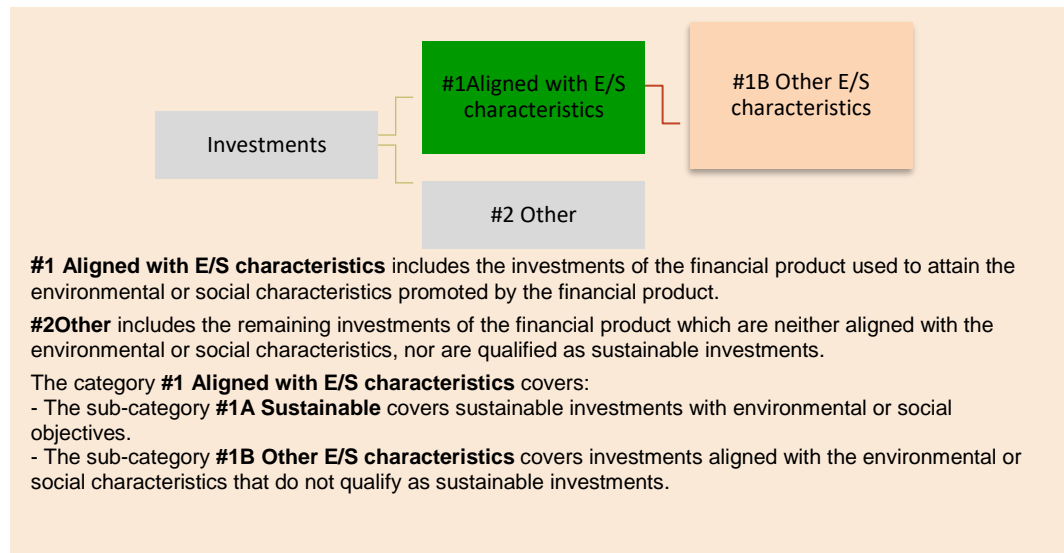 #1Aligned with E/S
characteristics
#1B Other E/S
characteristics
Investments
#2 Other
#1 Aligned with E/S characteristics includes the investments of the financial product used to attain the
environmental or social characteristics promoted by the financial product.
#2Other includes the remaining investments of the financial product which are neither aligned with the
environmental or social characteristics, nor are qualified as sustainable investments.
The category #1 Aligned with E/S characteristics covers:
- The sub-category #1A Sustainable covers sustainable investments with environmental or social
objectives.
- The sub-category #1B Other E/S characteristics covers investments aligned with the environmental or
social characteristics that do not qualify as sustainable investments.